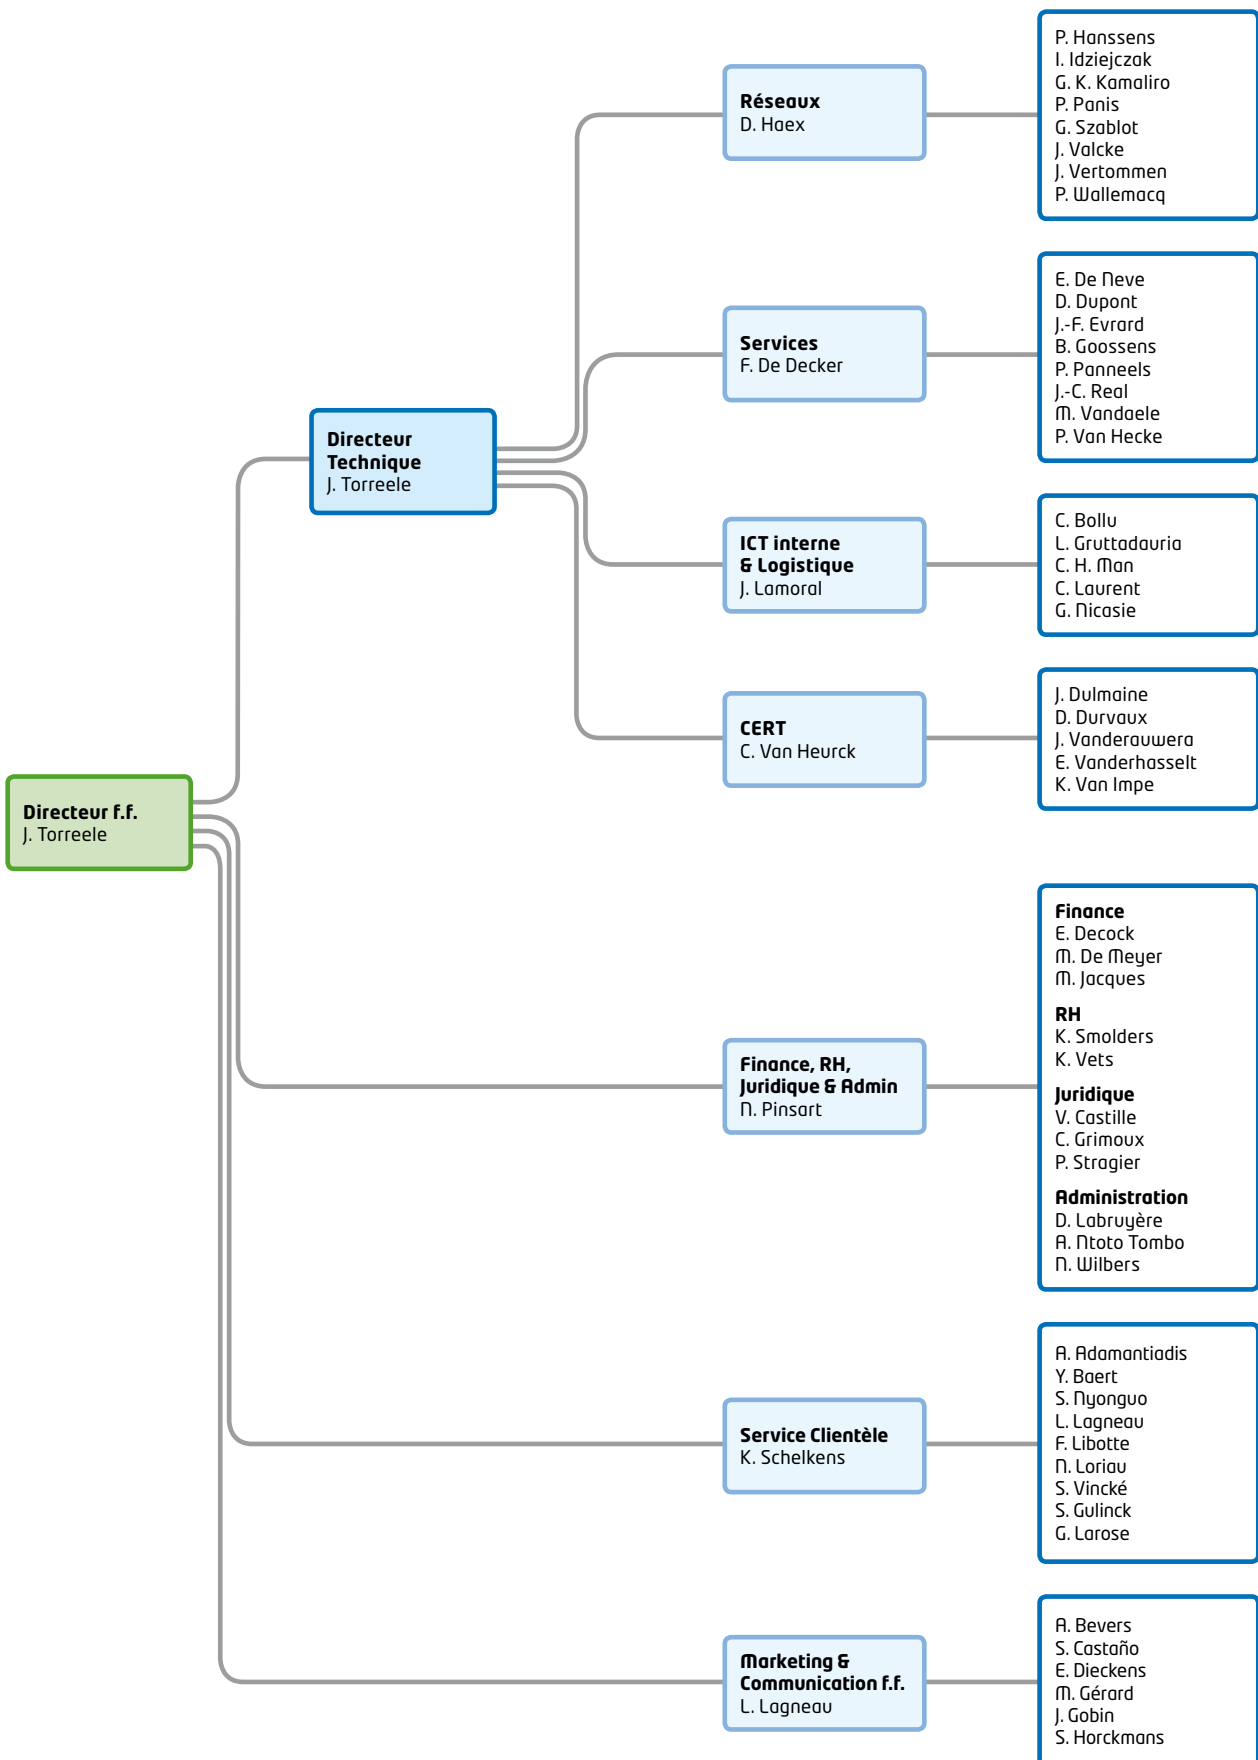 Directeur f.f.
J. Torreele
Directeur
Technique
J. Torreele
Réseaux
D. Haex
P. Hanssens
I. Idziejczak
G. K. Kamaliro
P. Panis
G. Szablot
J. Valcke
J. Vertommen
P. Wallemacq
Services
F. De Decker
E. De Neve
D. Dupont
J.-F. Evrard
B. Goossens
P. Panneels
J.-C. Real
M. Vandaele
P. Van Hecke
ICT interne
& Logistique
J. Lamoral
C. Bollu
L. Gruttadauria
C. H. Man
C. Laurent
G. Nicasie
CERT
C. Van Heurck
J. Dulmaine
D. Durvaux
J. Vanderauwera
E. Vanderhasselt
K. Van Impe
Finance, RH,
Juridique & Admin
N. Pinsart
Finance
E. Decock
M. De Meyer
M. Jacques
RH
K. Smolders
K. Vets
Juridique
V. Castille
C. Grimoux
P. Stragier
Administration
D. Labruyère
A. Ntoto Tombo
N. Wilbers
Service Clientèle
K. Schelkens
A. Adamantiadis
Y. Baert
S. Nyonguo
L. Lagneau
F. Libotte
N. Loriau
S. Vincké
S. Gulinck
G. Larose
Marketing &
Communication f.f.
L. Lagneau
A. Bevers
S. Castaño
E. Dieckens
M. Gérard
J. Gobin
S. Horckmans